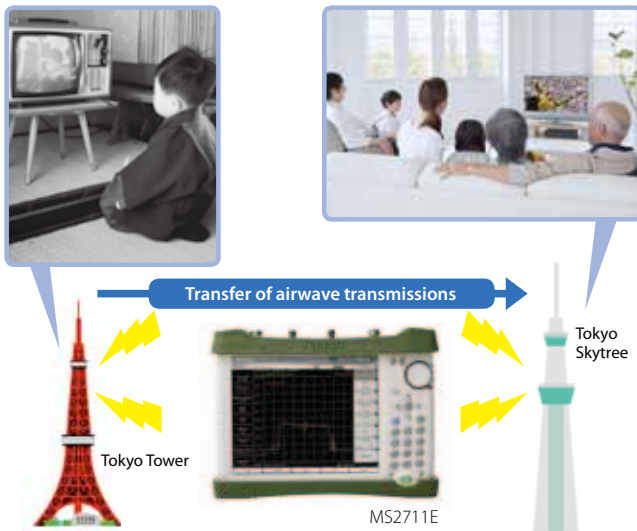 Transfer of airwave transmissions
Tokyo
Skytree
Tokyo Tower
MS2711E